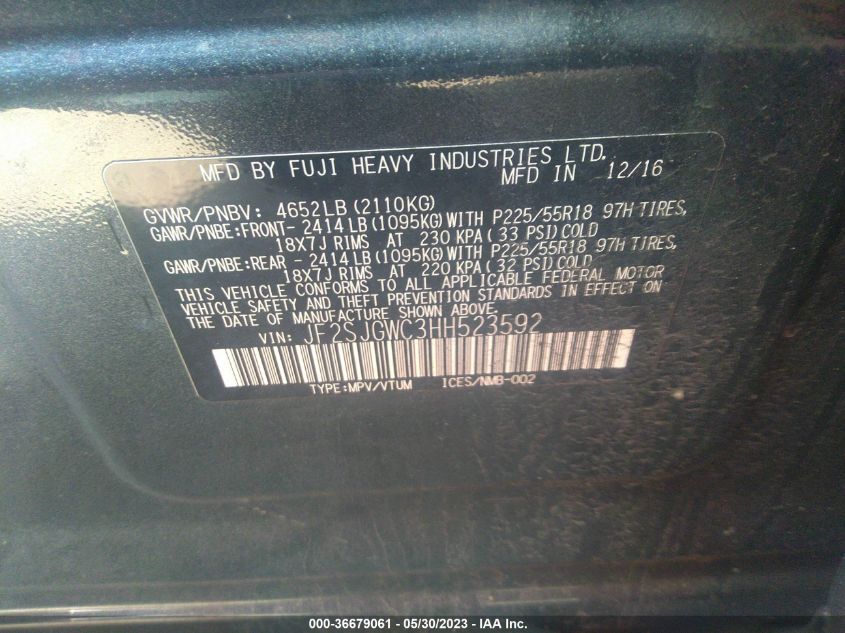 MFD BY FUJI HEAVY INDUSTRIES LTD.
MFD IN 12/16
GVWR/PNBV: 4652LB (2110KG)
GAWR/PNBE:FRONT- 2414LB (1095KG) WITH P225/55R18 97H TIRES,
18X7J RIMS AT 230 KPA ( 33 PSI) COLD
GAWR/PNBE:REAR - 2414LB (1095KG) WITH P225/55R18 97H TIRES,
18X7J RIMS AT 220 KPA ( 32 PSI) COLD
THIS VEHICLE CONFORMS TO ALL APPLICABLE FEDERAL MOTOR
VEHICLE SAFETY AND THEFT PREVENTION STANDARDS IN EFFECT ON
THE DATE OF MANUFACTURE SHOWN ABOVE.
VIN: JF2SJGWC3HH523592
TYPE:MPV/VTUM ICES/NMB-002
000-36679061 - 05/30/2023 - IAA Inc.